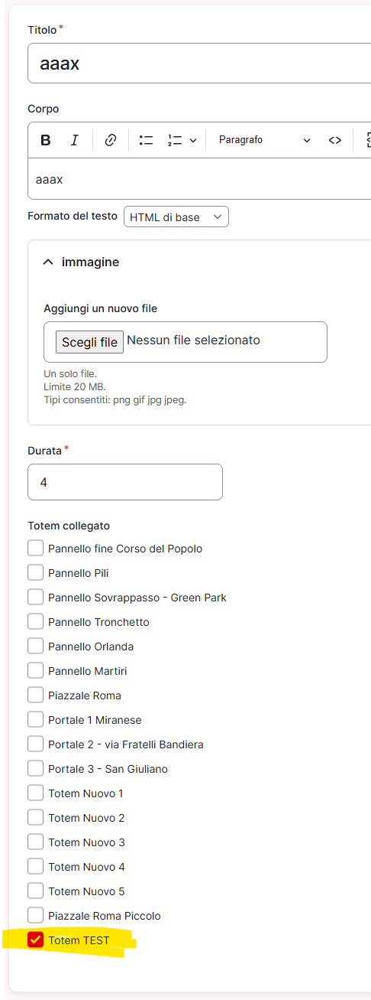 Titolo*
aaax
Corpo
B I Paragrafo
aaax
Formato del testo HTML di base
immagine
Aggiungi un nuovo file
Scegli file Nessun file selezionato
Un solo file.
Limite 20 MB.
Tipi consentiti: png gif jpg jpeg.
Durata*
4
Totem collegato
Pannello fine Corso del Popolo
Pannello Pili
Pannello Sovrappasso - Green Park
Pannello Tronchetto
Pannello Orlanda
Pannello Martiri
Piazzale Roma
Portale 1 Miranese
Portale 2 - via Fratelli Bandiera
Portale 3 - San Giuliano
Totem Nuovo 1
Totem Nuovo 2
Totem Nuovo 3
Totem Nuovo 4
Totem Nuovo 5
Piazzale Roma Piccolo
Totem TEST